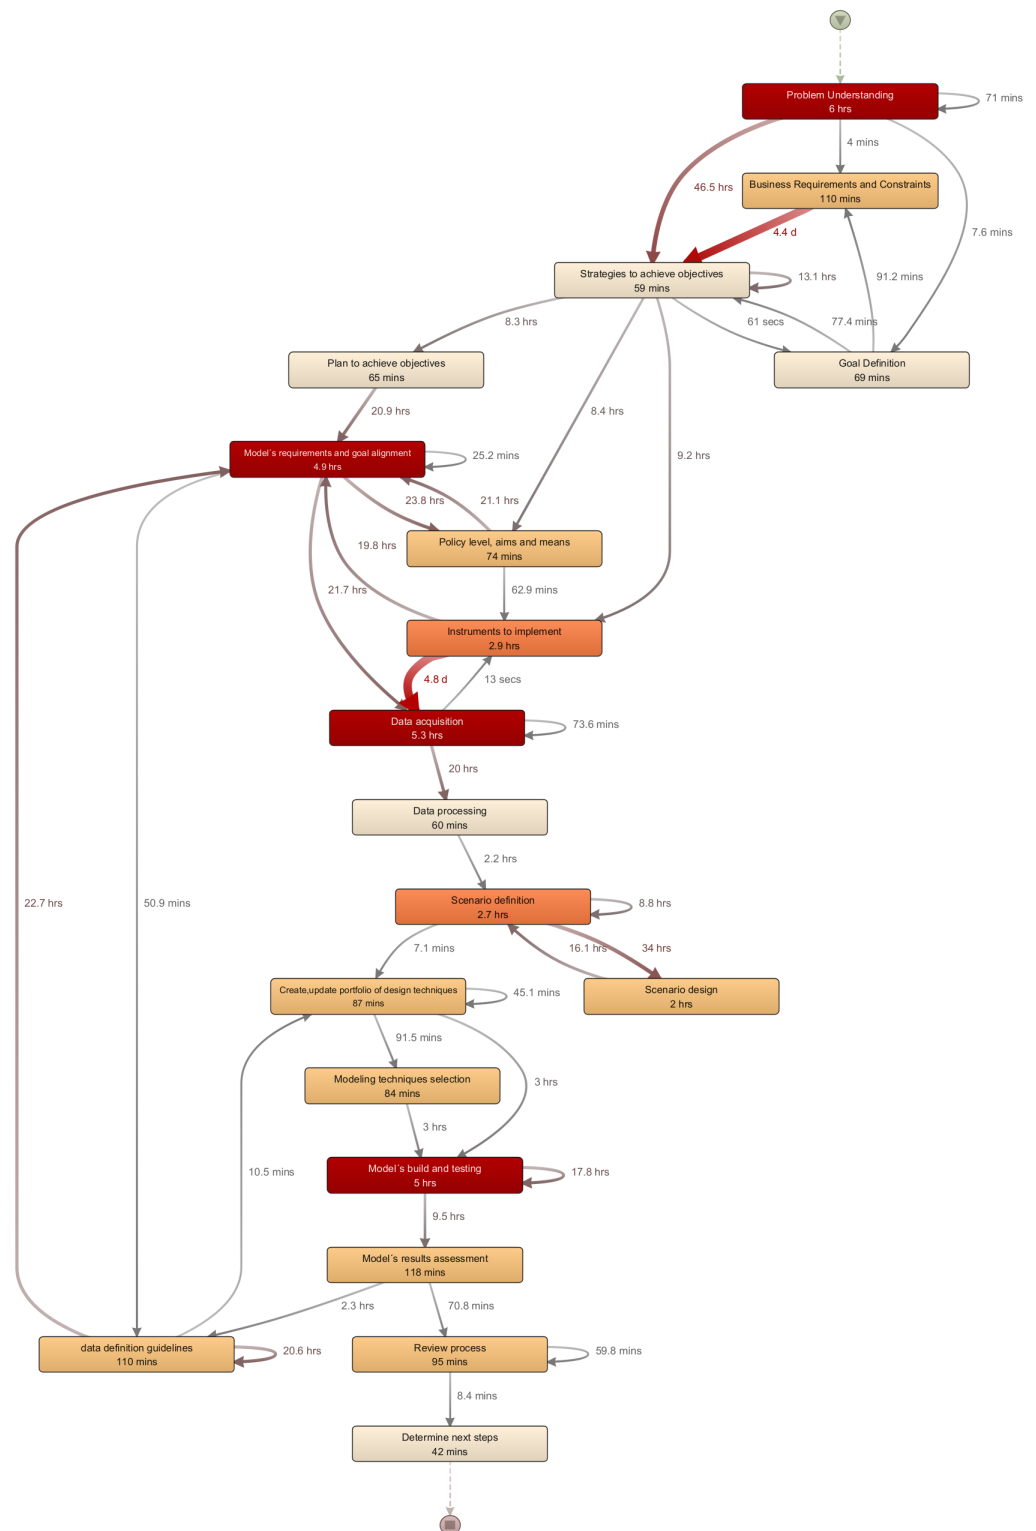 Problem Understanding
6 hrs
71 mins
4 mins
Business Requirements and Constraints
110 mins
46.5 hrs
7.6 mins
4.4 d
Strategies to achieve objectives
59 mins
13.1 hrs
91.2 mins
8.3 hrs
61 secs
77.4 mins
Plan to achieve objectives
65 mins
Goal Definition
69 mins
20.9 hrs
8.4 hrs
Model´s requirements and goal alignment
4.9 hrs
25.2 mins
9.2 hrs
23.8 hrs
21.1 hrs
Policy level, aims and means
74 mins
19.8 hrs
62.9 mins
21.7 hrs
Instruments to implement
2.9 hrs
4.8 d
13 secs
Data acquisition
5.3 hrs
73.6 mins
20 hrs
Data processing
60 mins
2.2 hrs
22.7 hrs
50.9 mins
Scenario definition
2.7 hrs
8.8 hrs
7.1 mins
16.1 hrs
34 hrs
Create,update portfolio of design techniques
87 mins
45.1 mins
Scenario design
2 hrs
91.5 mins
Modeling techniques selection
84 mins
3 hrs
3 hrs
10.5 mins
Model´s build and testing
5 hrs
17.8 hrs
9.5 hrs
Model´s results assessment
118 mins
2.3 hrs
70.8 mins
data definition guidelines
110 mins
20.6 hrs
Review process
95 mins
59.8 mins
8.4 mins
Determine next steps
42 mins